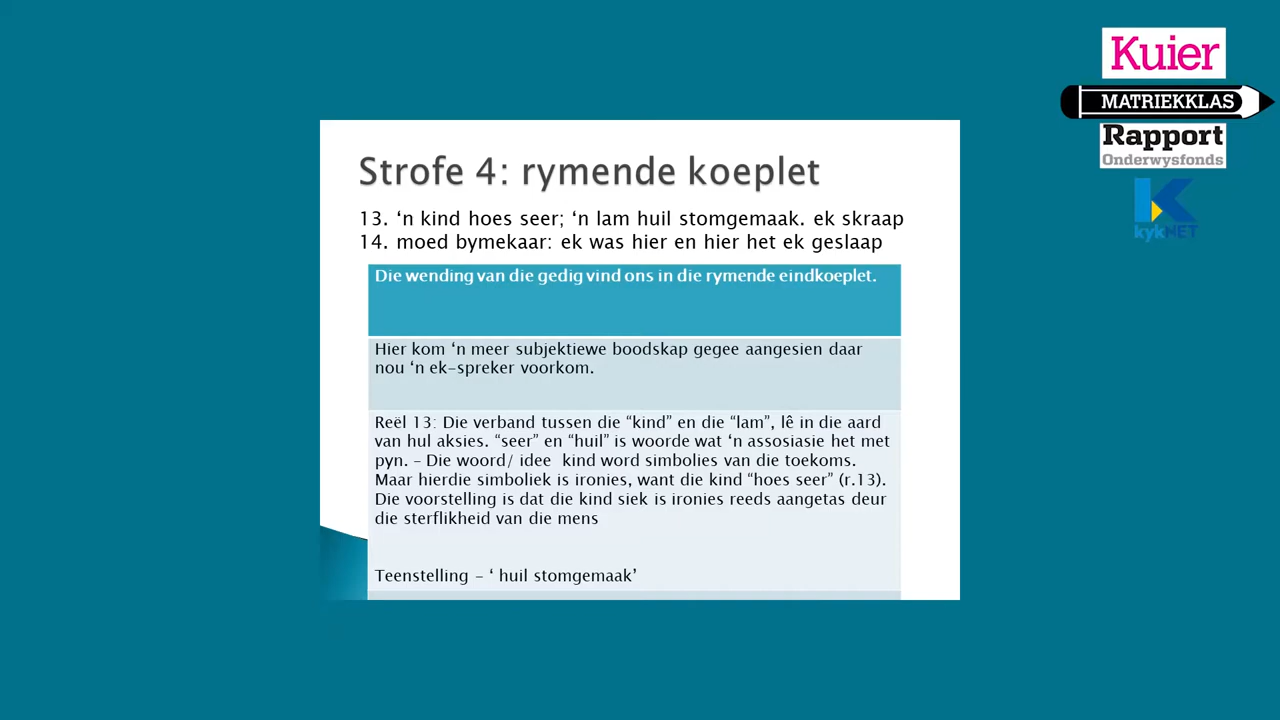 Kuier
MATRIEKKLAS
Rapport
Onderwysfonds
kykNET
Strofe 4: rymende koeplet
13. ‘n kind hoes seer; ‘n lam huil stomgemaak. ek skraap
14. moed bymekaar: ek was hier en hier het ek geslaap
Die wending van die gedig vind ons in die rymende eindkoeplet.
Hier kom ‘n meer subjektiewe boodskap gegee aangesien daar
nou ‘n ek-spreker voorkom.
Reël 13: Die verband tussen die “kind” en die “lam”, lê in die aard
van hul aksies. “seer” en “huil” is woorde wat ‘n assosiasie het met
pyn. – Die woord/ idee kind word simbolies van die toekoms.
Maar hierdie simboliek is ironies, want die kind “hoes seer” (r.13).
Die voorstelling is dat die kind siek is ironies reeds aangetas deur
die sterflikheid van die mens
Teenstelling – ‘ huil stomgemaak’